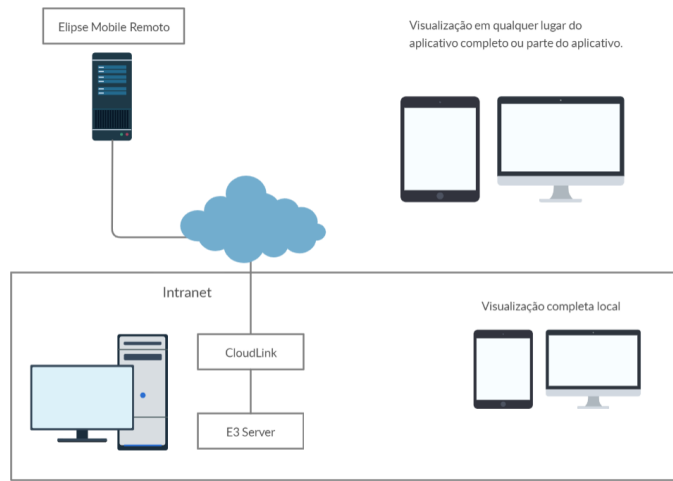 Elipse Mobile Remoto
Visualização em qualquer lugar do
aplicativo completo ou parte do aplicativo.
Intranet
Visualização completa local
CloudLink
E3 Server